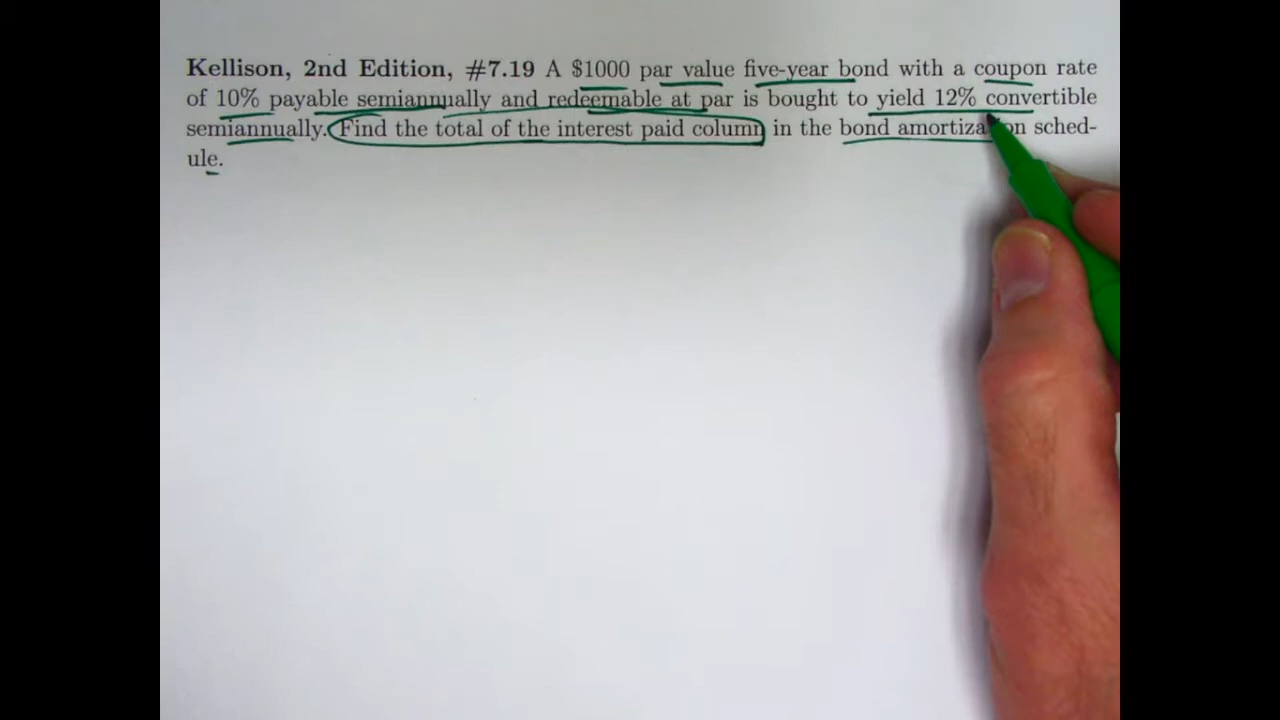 Kellison, 2nd Edition, #7.19 A $1000 par value five-year bond with a coupon rate
of 10% payable semiannually and redeemable at par is bought to yield 12% convertible
semiannually. Find the total of the interest paid column in the bond amortization sched-
ule.